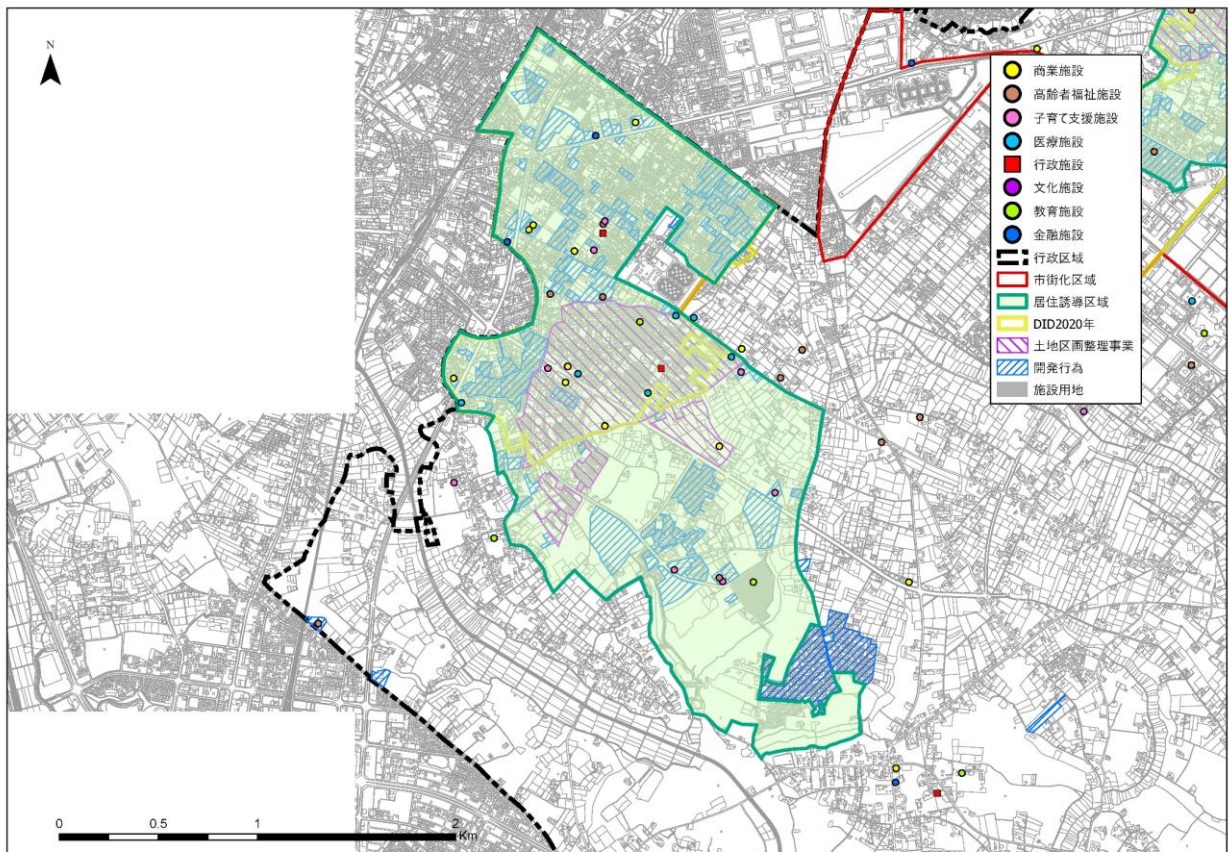 N
商業施設
高齢者福祉施設
子育て支援施設
医療施設
行政施設
文化施設
教育施設
金融施設
行政区域
市街化区域
居住誘導区域
DID2020年
土地区画整理事業
開発行為
施設用地
0 0.5 1 2
Km